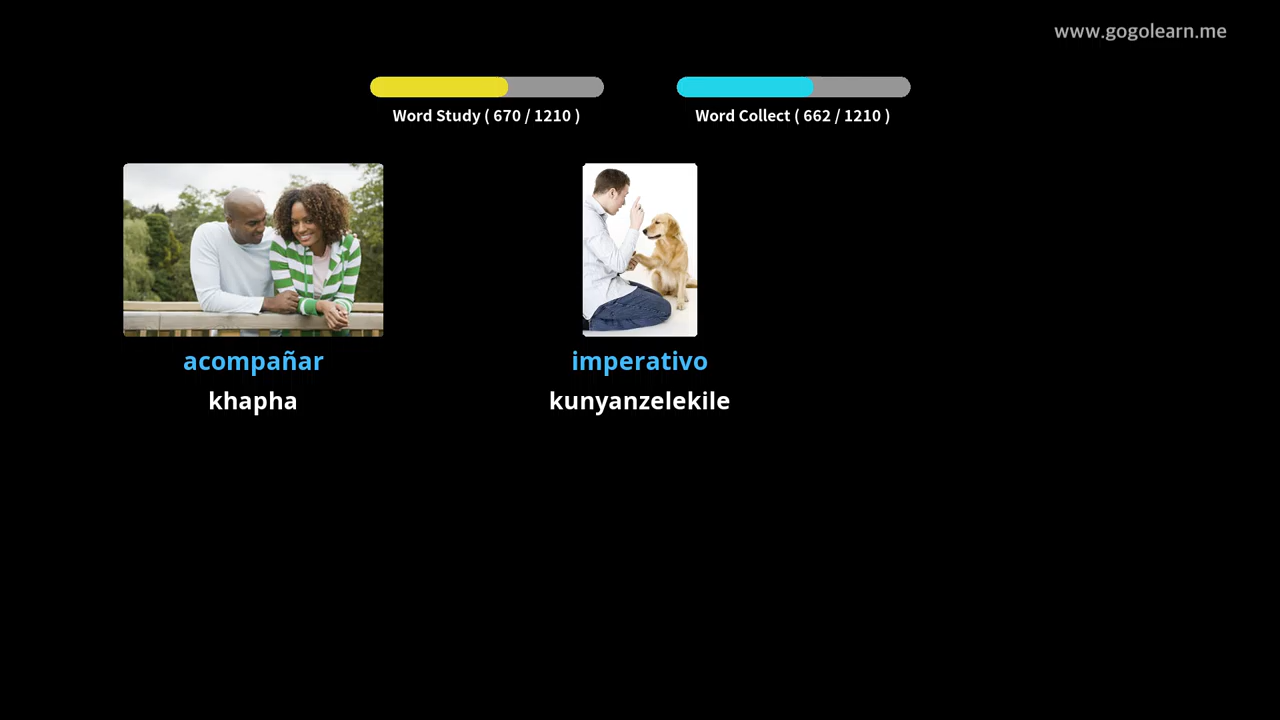 www.gogolearn.me
Word Study ( 670 / 1210 )
Word Collect ( 662 / 1210 )
acompañar
khapha
imperativo
kunyanzelekile